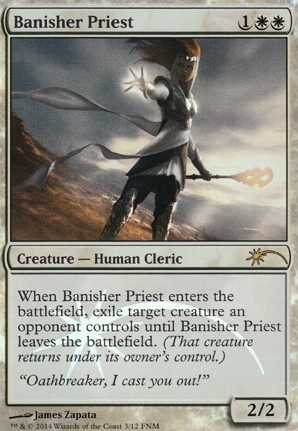 Banisher Priest 1
Creature — Human Cleric
When Banisher Priest enters the
battlefield, exile target creature an
opponent controls until Banisher Priest
leaves the battlefield. (That creature
returns under its owner's control.)
"Oathbreaker, I cast you out!"
James Zapata
™ & © 2014 Wizards of the Coast 3/12 FNM
2/2